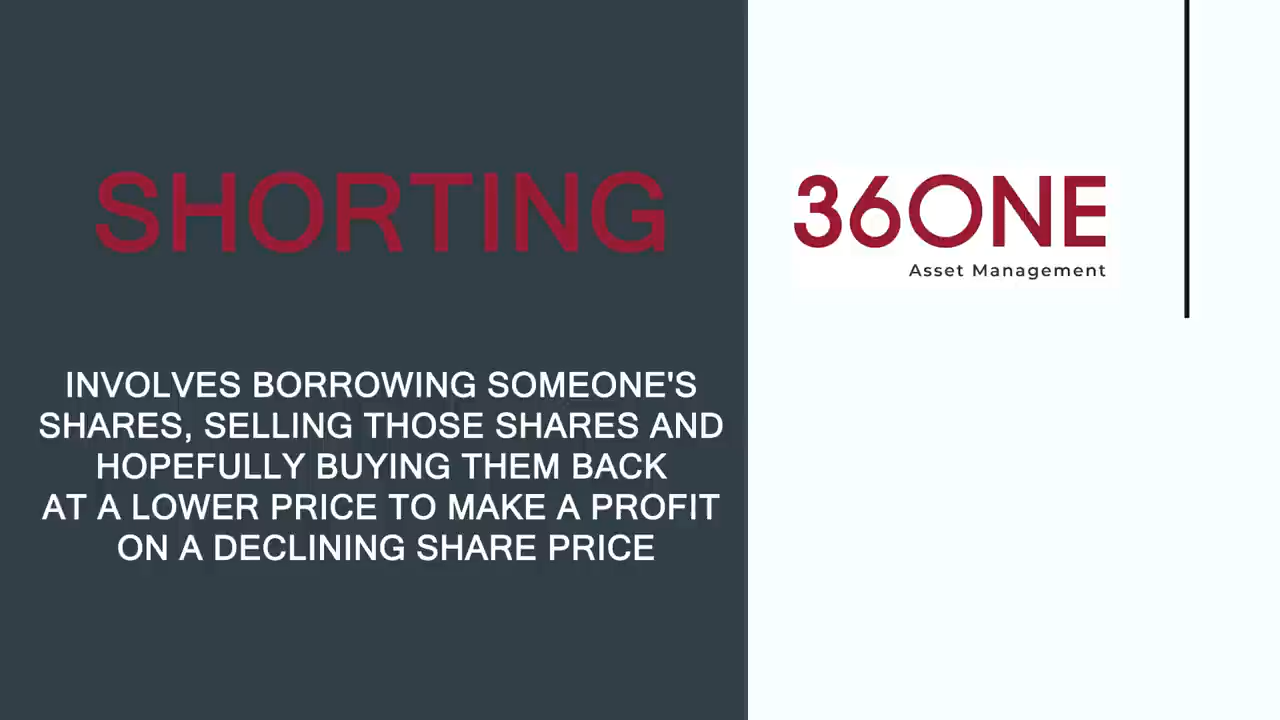 SHORTING
INVOLVES BORROWING SOMEONE'S
SHARES, SELLING THOSE SHARES AND
HOPEFULLY BUYING THEM BACK
AT A LOWER PRICE TO MAKE A PROFIT
ON A DECLINING SHARE PRICE
36ONE
Asset Management